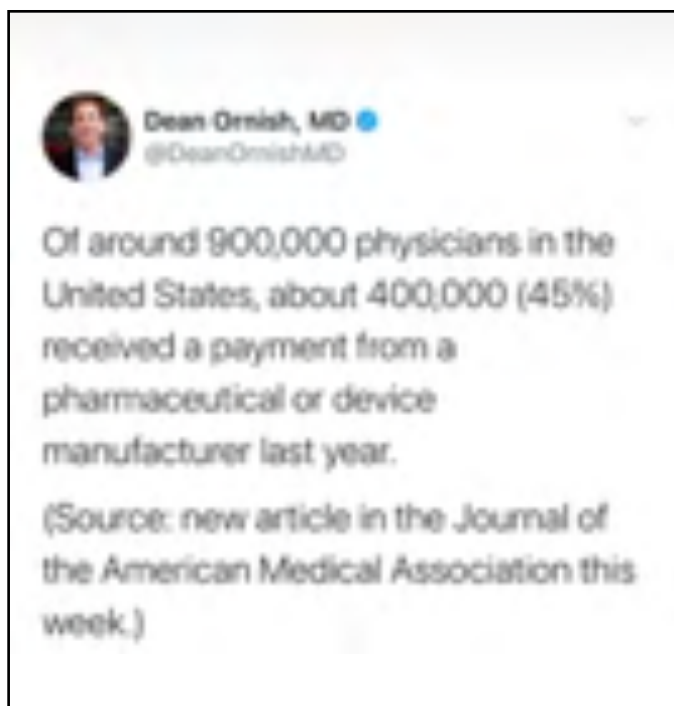 Dean Ornish, MD
@DeanOrnishMD
Of around 900,000 physicians in the
United States, about 400,000 (45%)
received a payment from a
pharmaceutical or device
manufacturer last year.
(Source: new article in the Journal of
the American Medical Association this
week.)